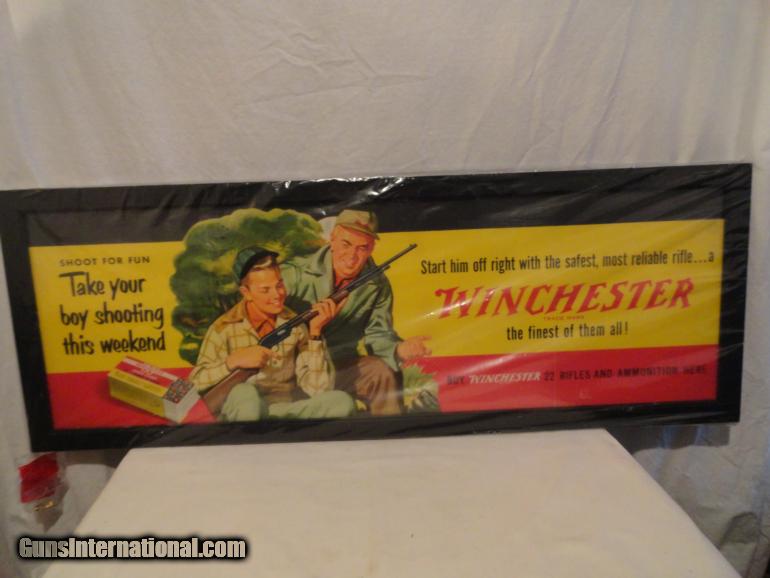 SHOOT FOR FUN
Take your
boy shooting
this weekend
Start him off right with the safest, most reliable rifle...a
WINCHESTER
TRADE MARK
the finest of them all!
BUY WINCHESTER 22 RIFLES AND AMMUNITION HERE
GunsInternational.com